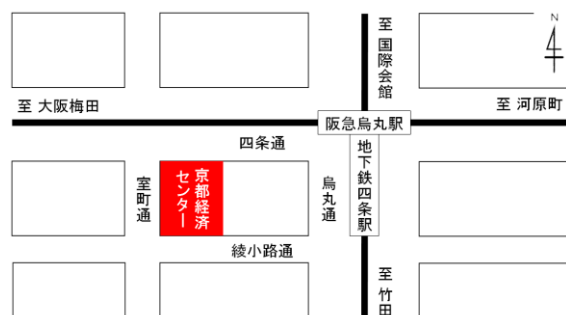 至 国際会館
N
至 大阪梅田
至 河原町
阪急烏丸駅
四条通
地下鉄四条駅
室町通
京都経済
センター
烏丸通
綾小路通
至 竹田